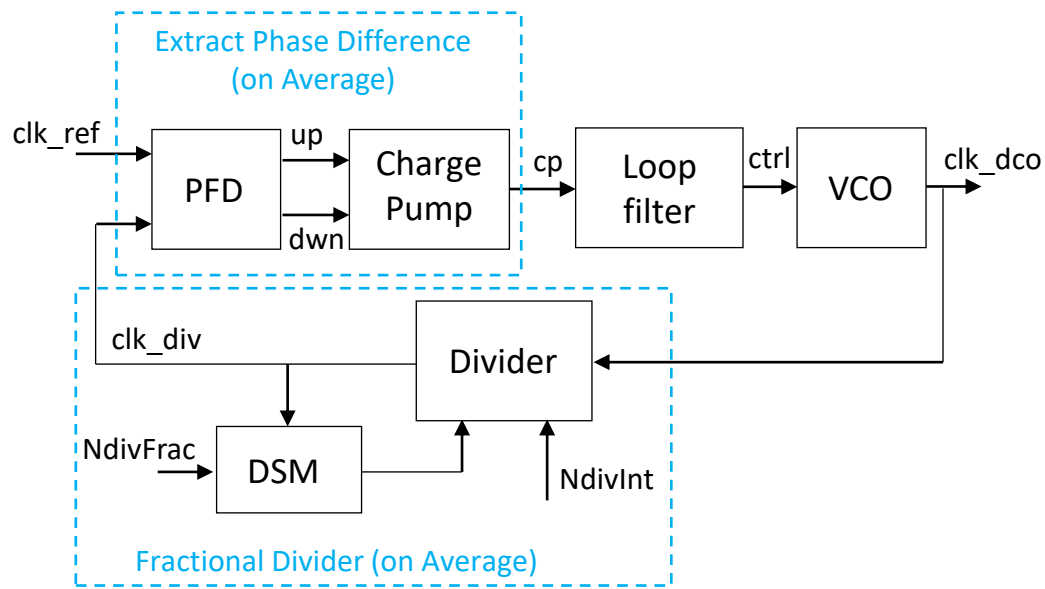 Extract Phase Difference
(on Average)
clk_ref
PFD
up
dwn
Charge
Pump
cp
Loop
filter
ctrl
VCO
clk_dco
clk_div
Divider
NdivFrac
DSM
NdivInt
Fractional Divider (on Average)